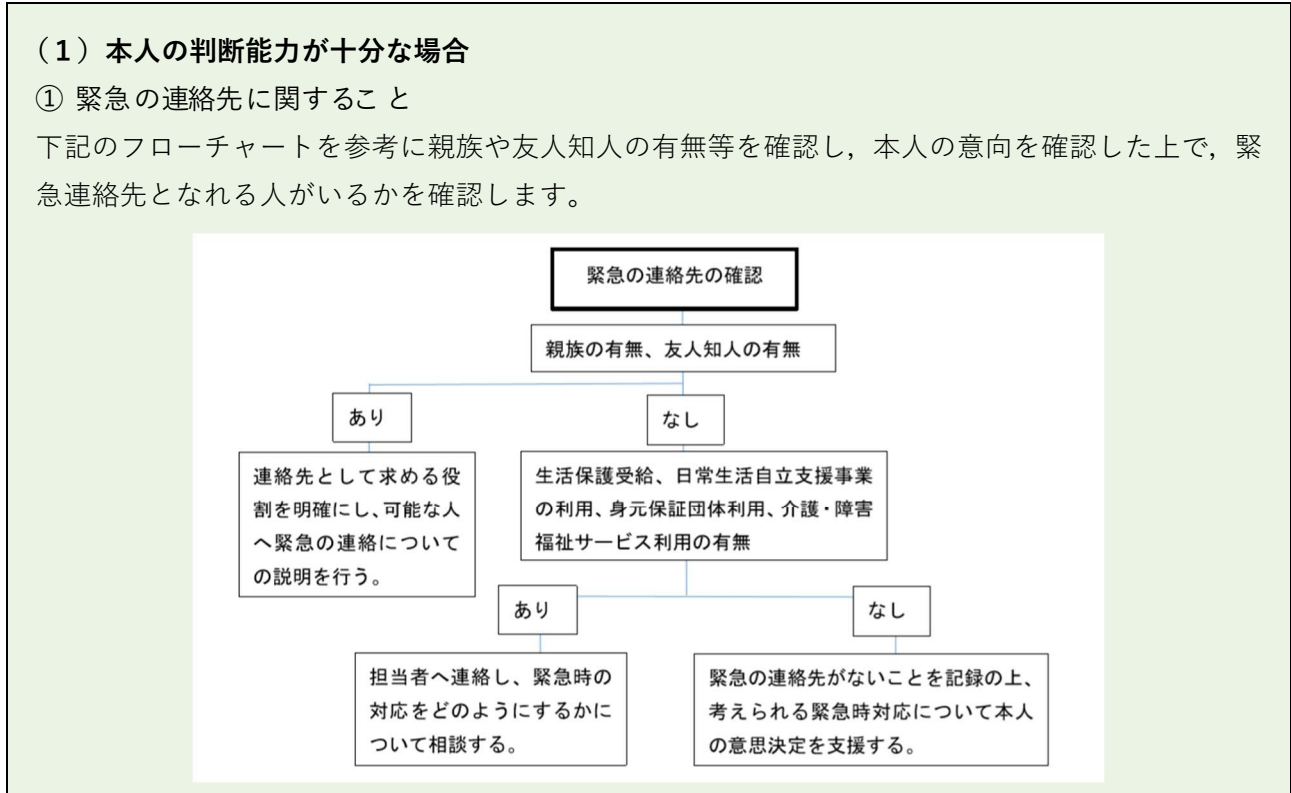 （１）本人の判断能力が十分な場合
① 緊急の連絡先に関すること
下記のフローチャートを参考に親族や友人知人の有無等を確認し，本人の意向を確認した上で，緊
急連絡先となれる人がいるかを確認します。
緊急の連絡先の確認
親族の有無、友人知人の有無
あり
なし
連絡先として求める役
割を明確にし、可能な人
へ緊急の連絡について
の説明を行う。
生活保護受給、日常生活自立支援事業
の利用、身元保証団体利用、介護・障害
福祉サービス利用の有無
あり
なし
担当者へ連絡し、緊急時の
対応をどのようにするかに
ついて相談する。
緊急の連絡先がないことを記録の上、
考えられる緊急時対応について本人
の意思決定を支援する。